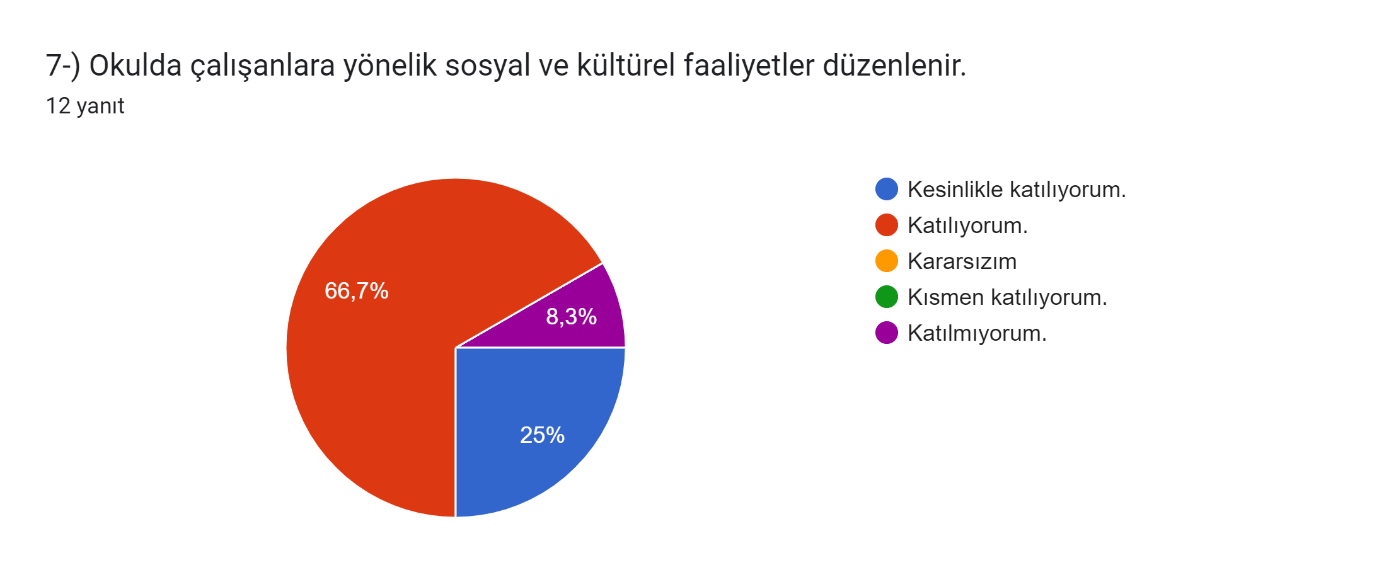 7-) Okulda çalışanlara yönelik sosyal ve kültürel faaliyetler düzenlenir.
12 yanıt
Kesinlikle katılıyorum.
Katılıyorum.
Kararsızım
Kısmen katılıyorum.
Katılmıyorum.
66,7%
8,3%
25%